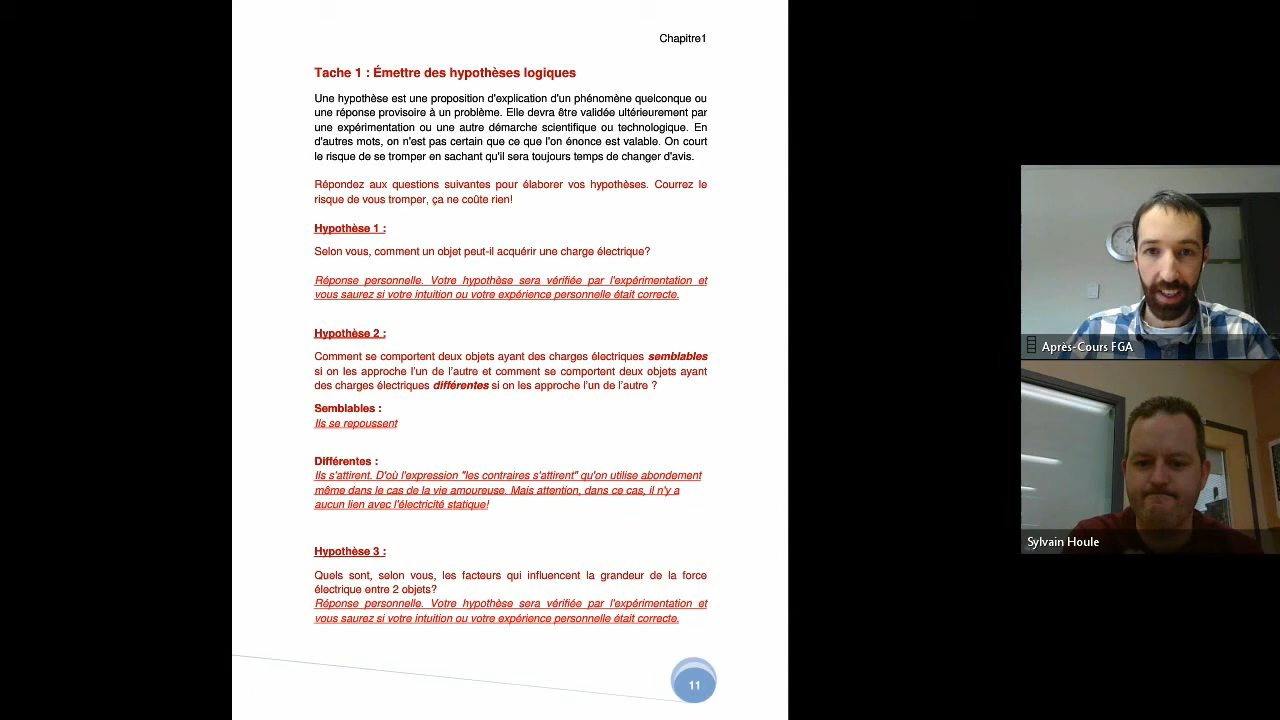 Chapitre1
Tache 1 : Émettre des hypothèses logiques
Une hypothèse est une proposition d'explication d'un phénomène quelconque ou
une réponse provisoire à un problème. Elle devra être validée ultérieurement par
une expérimentation ou une autre démarche scientifique ou technologique. En
d'autres mots, on n'est pas certain que ce que l'on énonce est valable. On court
le risque de se tromper en sachant qu'il sera toujours temps de changer d'avis.
Répondez aux questions suivantes pour élaborer vos hypothèses. Courrez le
risque de vous tromper, ça ne coûte rien!
Hypothèse 1 :
Selon vous, comment un objet peut-il acquérir une charge électrique?
Réponse personnelle. Votre hypothèse sera vérifiée par l'expérimentation et
vous saurez si votre intuition ou votre expérience personnelle était correcte.
Hypothèse 2 :
Comment se comportent deux objets ayant des charges électriques semblables
si on les approche l'un de l'autre et comment se comportent deux objets ayant
des charges électriques différentes si on les approche l'un de l'autre ?
Semblables :
Ils se repoussent
Différentes :
Ils s'attirent. D'où l'expression "les contraires s'attirent" qu'on utilise abondement
même dans le cas de la vie amoureuse. Mais attention, dans ce cas, il n'y a
aucun lien avec l'électricité statique!
Hypothèse 3 :
Quels sont, selon vous, les facteurs qui influencent la grandeur de la force
électrique entre 2 objets?
Réponse personnelle. Votre hypothèse sera vérifiée par l'expérimentation et
vous saurez si votre intuition ou votre expérience personnelle était correcte.
11
Après-Cours FGA
Sylvain Houle